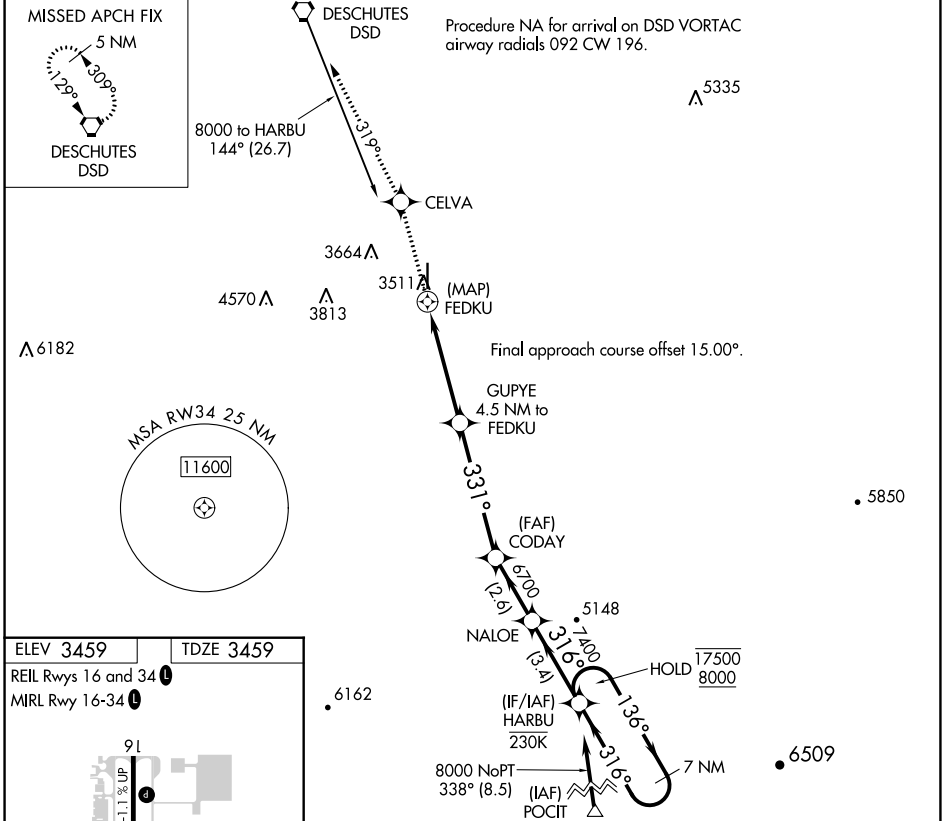 MISSED APCH FIX
5 NM
309°
129°
DESCHUTES
DSD
DESCHUTES
DSD
Procedure NA for arrival on DSD VORTAC
airway radials 092 CW 196.
5335
8000 to HARBU
144° (26.7)
319°
CELVA
3664
3511
(MAP)
FEDKU
4570
3813
6182
Final approach course offset 15.00°.
GUPYE
4.5 NM to
FEDKU
MSA RW34 25 NM
11600
331°
5850
(FAF)
CODAY
6700
(2.6)
5148
NALOE
316°
7400
(3.4)
HOLD
17500
8000
136°
(IF/IAF)
HARBU
230K
316°
7 NM
6509
8000 NoPT
338° (8.5)
(IAF)
POCIT
6162
ELEV 3459
TDZE 3459
REIL Rwys 16 and 34 L
MIRL Rwy 16-34 L
16
1.1 % UP
P